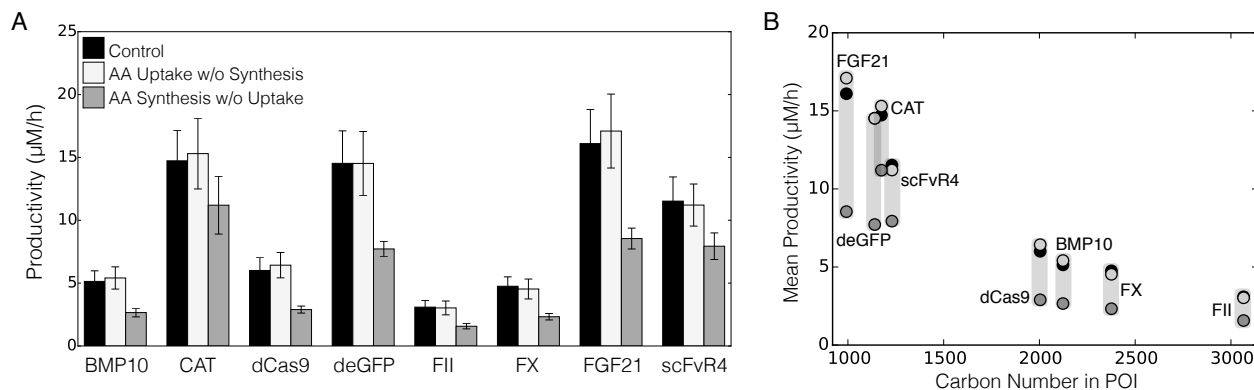 A
Productivity (μM/h)
25
20
15
10
5
0
Control
AA Uptake w/o Synthesis
AA Synthesis w/o Uptake
BMP10 CAT dCas9 deGFP FII FX FGF21 scFvR4
B
Mean Productivity (μM/h)
20
15
10
5
0
FGF21
CAT
scFvR4
deGFP
BMP10
dCas9
FX
FII
1000 1500 2000 2500 3000
Carbon Number in POI